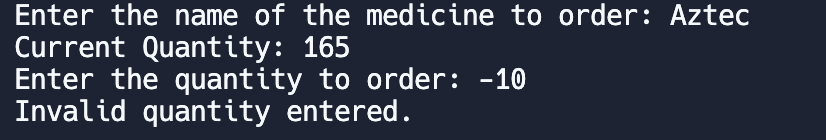 Enter the name of the medicine to order: Aztec
Current Quantity: 165
Enter the quantity to order: -10
Invalid quantity entered.